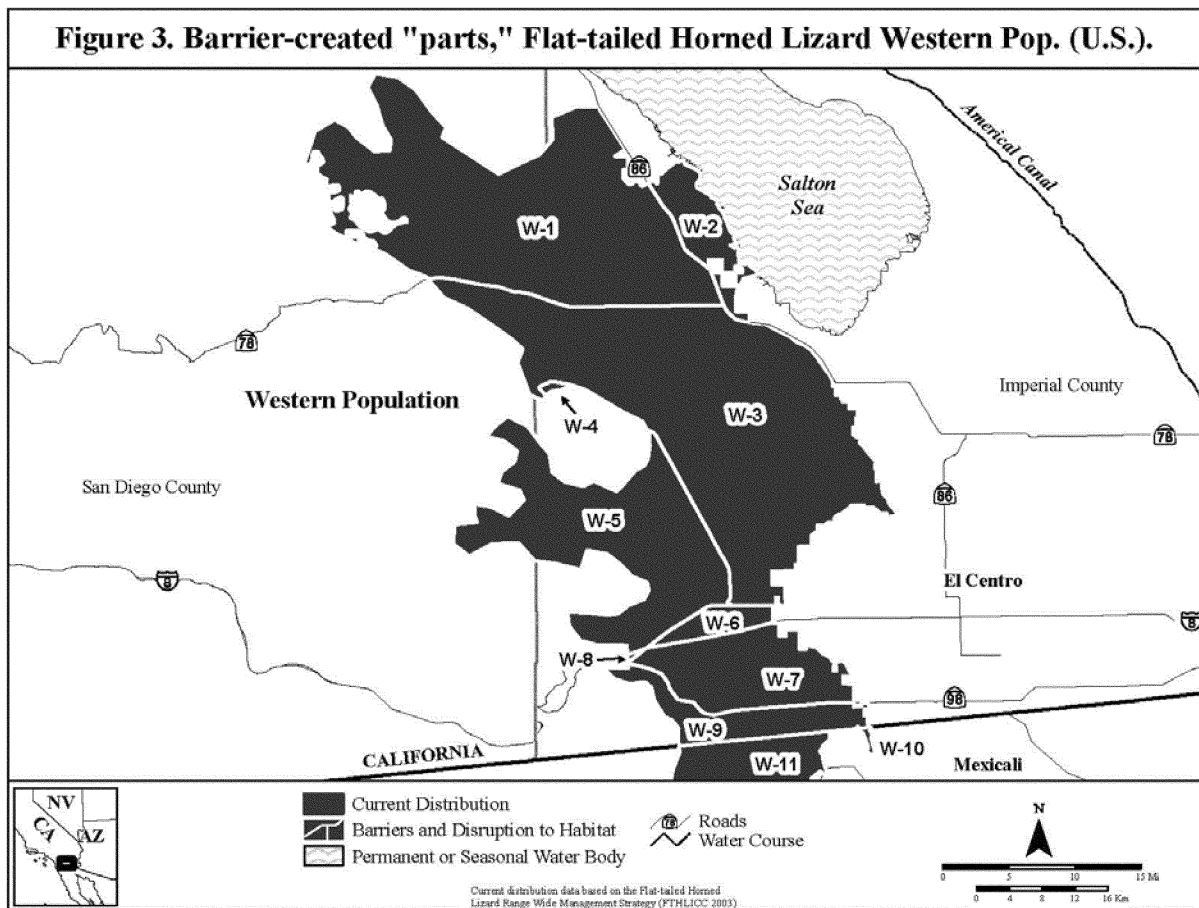 Figure 3. Barrier-created "parts," Flat-tailed Horned Lizard Western Pop. (U.S.).
Americal Canal
86
Salton
Sea
W-1
W-2
78
Imperial County
Western Population
W-3
W-4
78
San Diego County
86
W-5
8
El Centro
W-6
8
W-8
W-7
98
W-9
W-10
CALIFORNIA
W-11
Mexicali
NV
CA
AZ
Current Distribution
Barriers and Disruption to Habitat
Permanent or Seasonal Water Body
78 Roads
Water Course
N
0 5 10 15 Mi
0 4 8 12 16 Km
Current distribution data based on the Flat-tailed Horned
Lizard Range Wide Management Strategy (FTHLICC 2003)